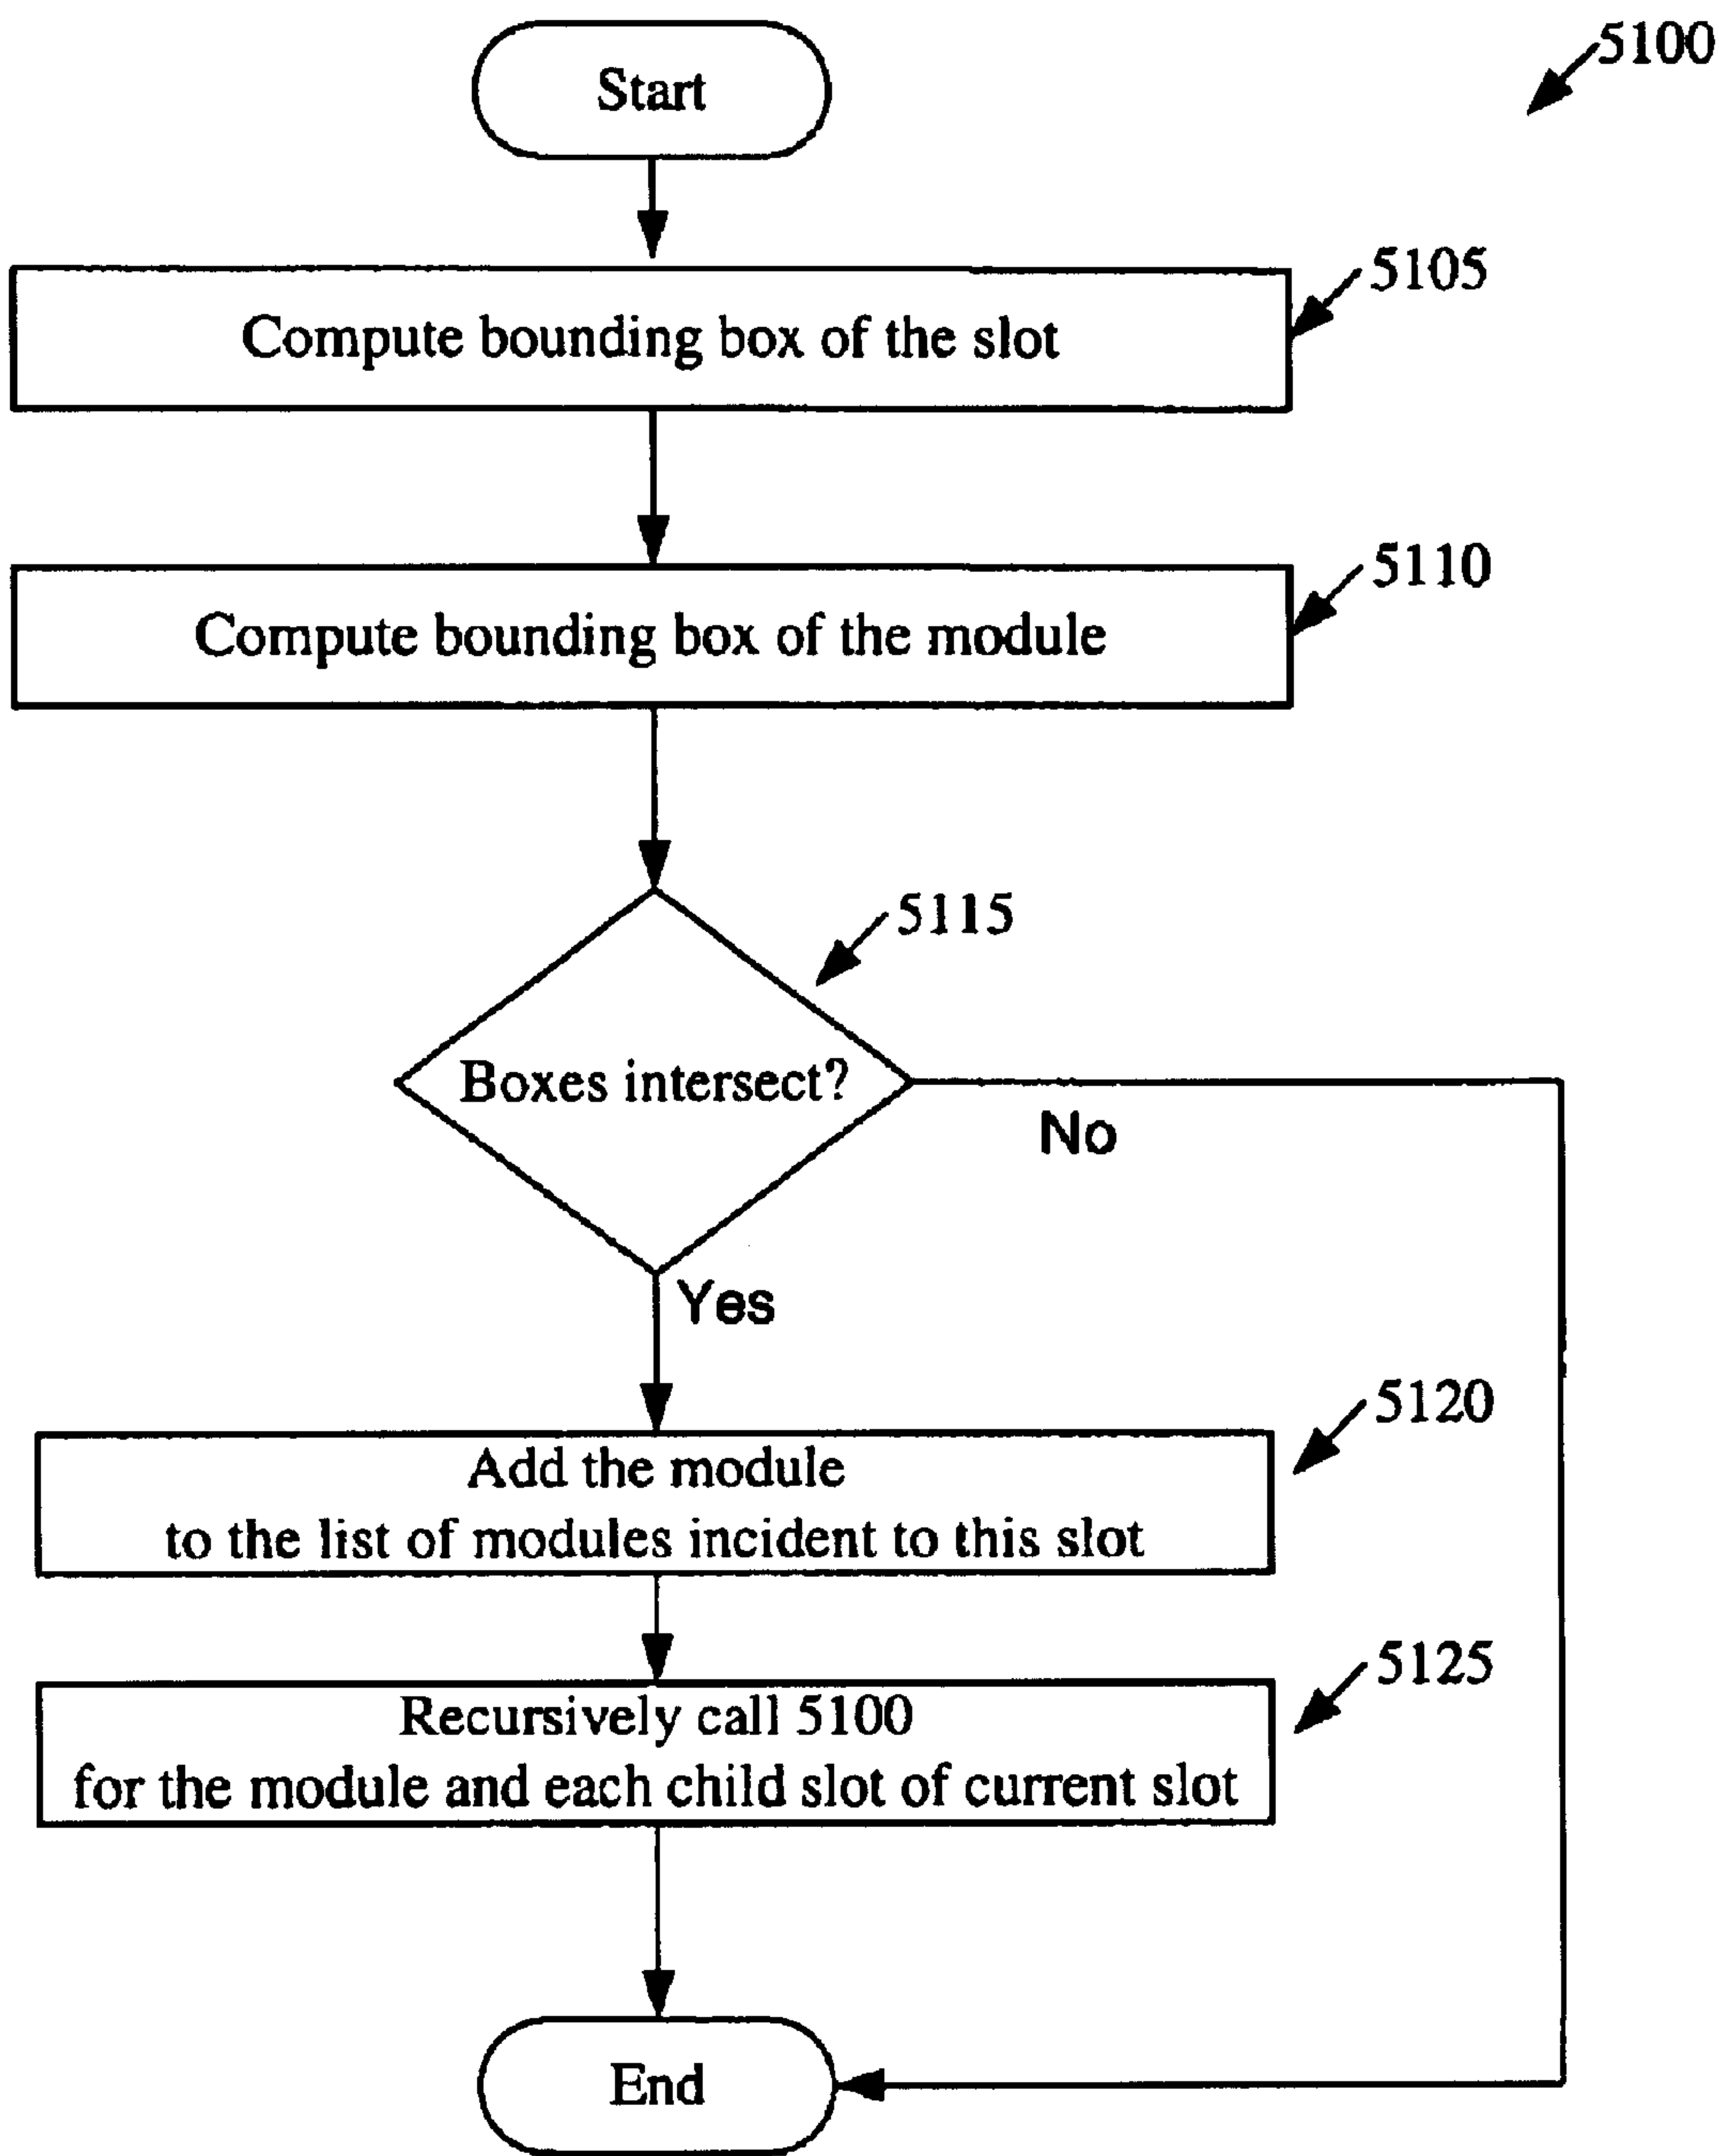 Start
5100
Compute bounding box of the slot
5105
Compute bounding box of the module
5110
Boxes intersect?
5115
No
Yes
Add the module
to the list of modules incident to this slot
5120
Recursively call 5100
for the module and each child slot of current slot
5125
End